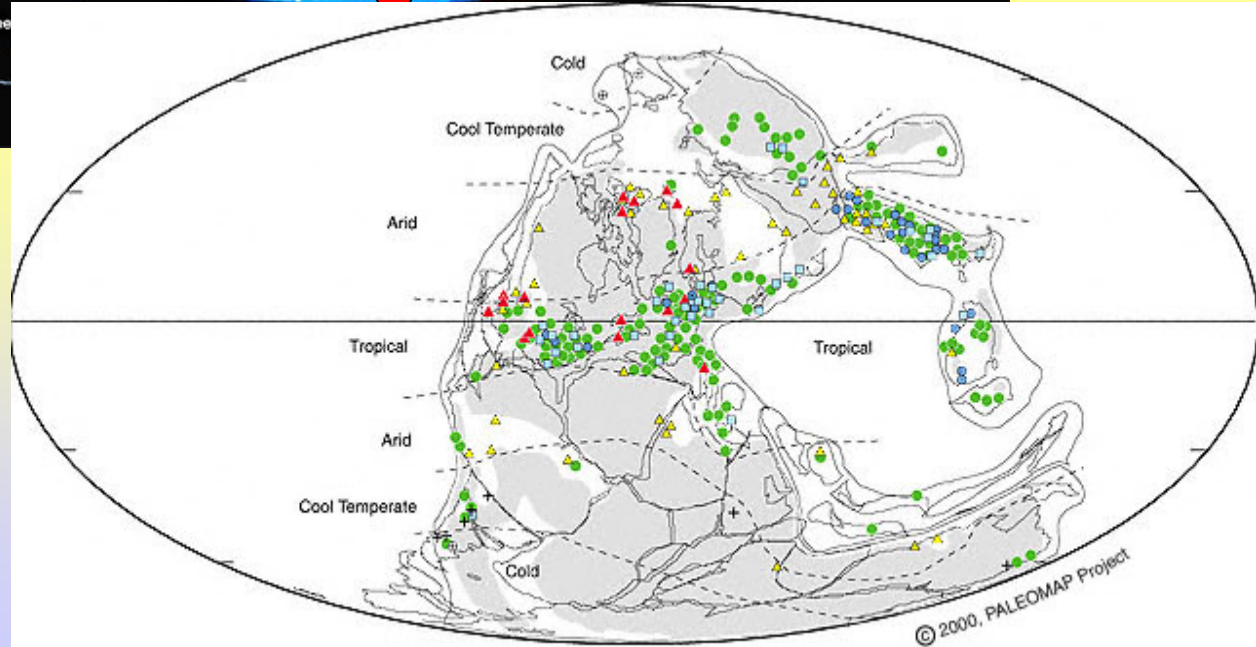 Cold
Cool Temperate
Arid
Tropical
Tropical
Arid
Cool Temperate
Cold
© 2000, PALEOMAP Project